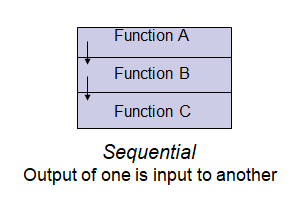 Function A
Function B
Function C
Sequential
Output of one is input to another